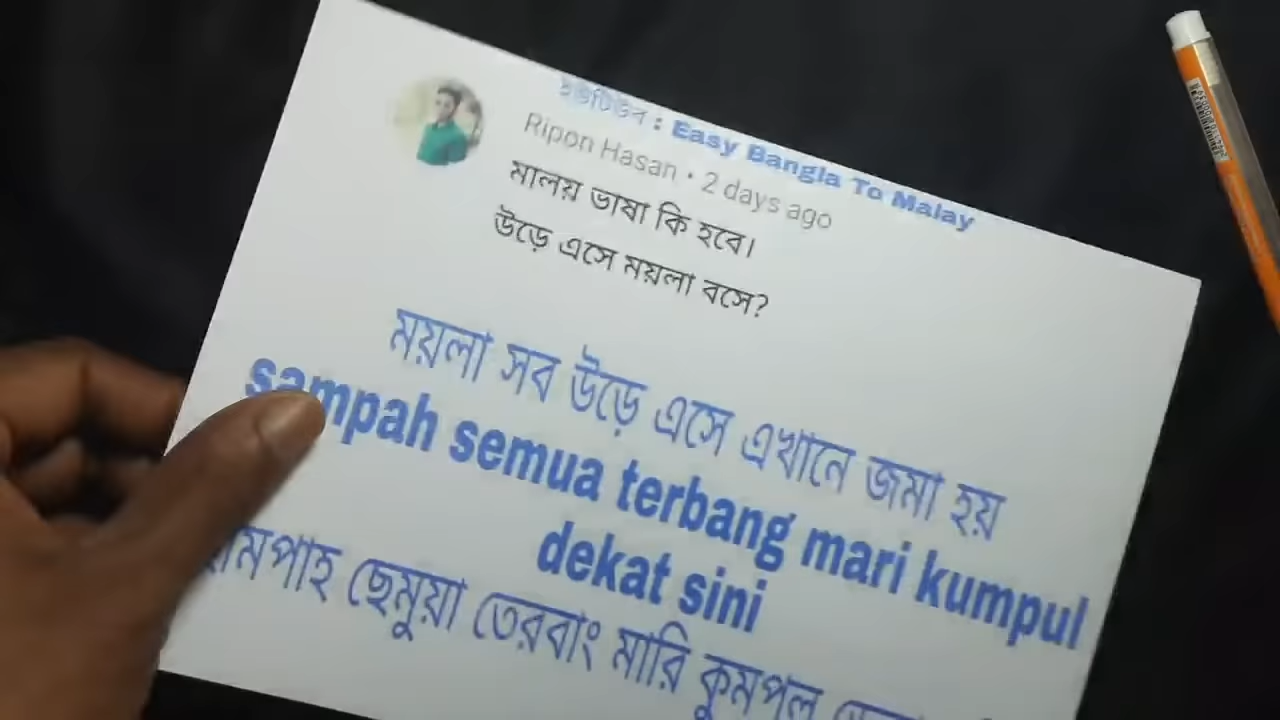 ইউটিউব : Easy Bangla To Malay
Ripon Hasan • 2 days ago
মালয় ভাষা কি হবে।
উড়ে এসে ময়লা বসে?
ময়লা সব উড়ে এসে এখানে জমা হয়
sampah semua terbang mari kumpul
dekat sini
ছেমুয়া তেরবাং মারি কুমপুল